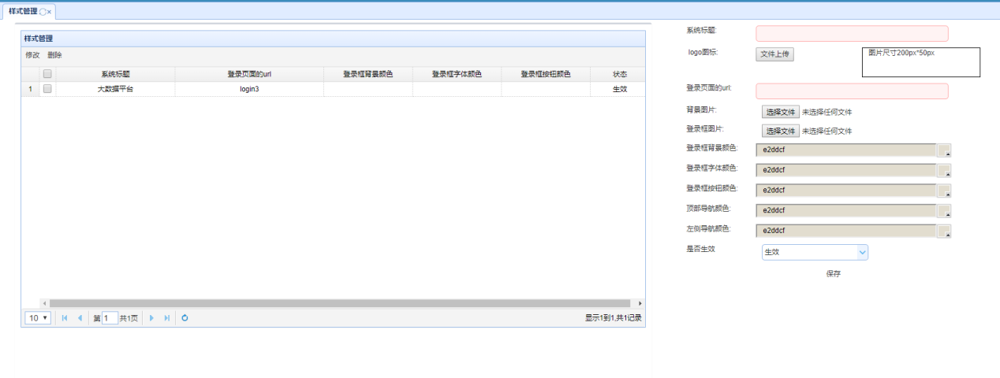 样式管理
样式管理
修改 删除
系统标题 登录页面的url 登录框背景颜色 登录框字体颜色 登录框按钮颜色 状态
1 大数据平台 login3 生效
10 第 1 共1页 显示1到1,共1记录
系统标题:
logo图标: 文件上传 图片尺寸200px*50px
登录页面的url:
背景图片: 选择文件 未选择任何文件
登录框图片: 选择文件 未选择任何文件
登录框背景颜色: e2ddcf
登录框字体颜色: e2ddcf
登录框按钮颜色: e2ddcf
顶部导航颜色: e2ddcf
左侧导航颜色: e2ddcf
是否生效 生效
保存